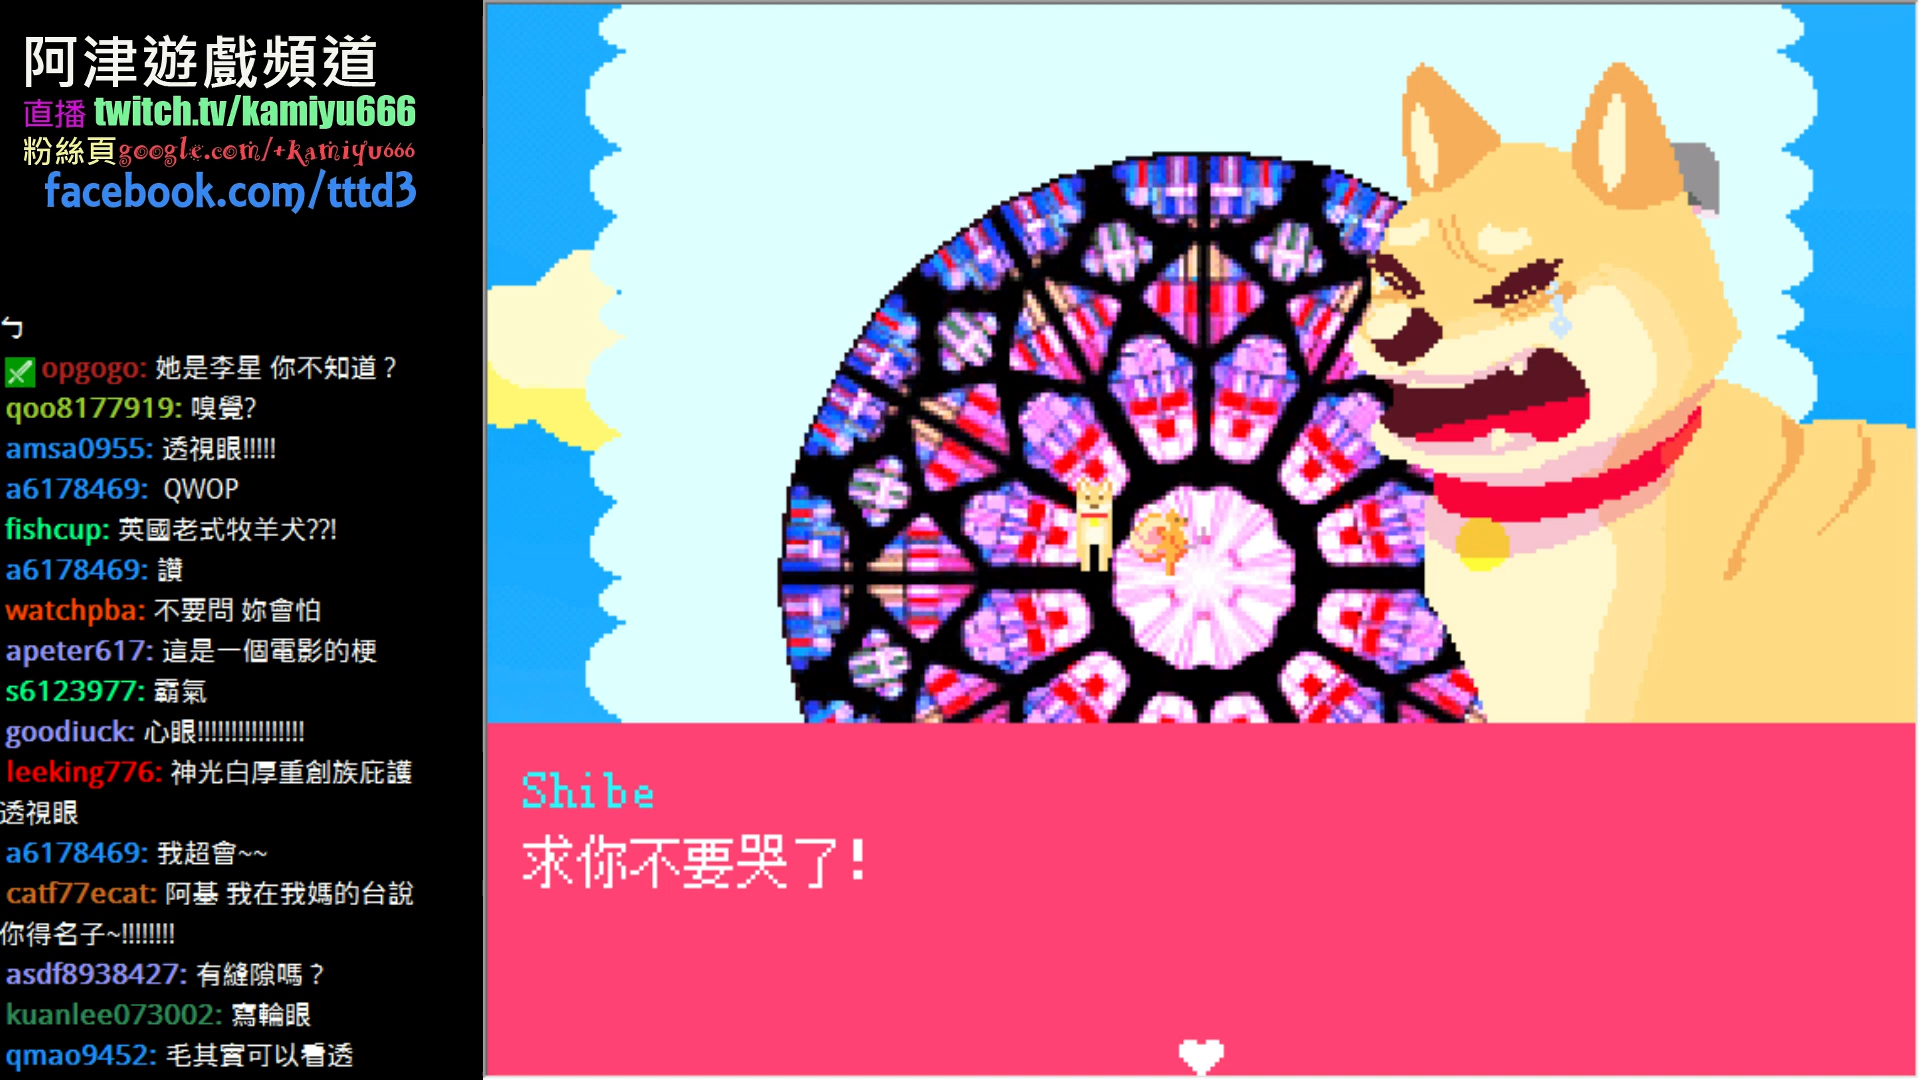 阿津遊戲頻道
直播 twitch.tv/kamiyu666
粉絲頁google.com/+kamiyu666
facebook.com/tttd3
ㄅ
opgogo: 她是李星 你不知道？
qoo8177919: 嗅覺?
amsa0955: 透視眼!!!!!
a6178469: QWOP
fishcup: 英國老式牧羊犬??!
a6178469: 讚
watchpba: 不要問 妳會怕
apeter617: 這是一個電影的梗
s6123977: 霸氣
goodiuck: 心眼!!!!!!!!!!!!!!!!
leeking776: 神光白厚重創族庇護
透視眼
a6178469: 我超會~~
catf77ecat: 阿基 我在我媽的台說
你得名子~!!!!!!!!
asdf8938427: 有縫隙嗎？
kuanlee073002: 寫輪眼
qmao9452: 毛其實可以看透
Shibe
求你不要哭了!